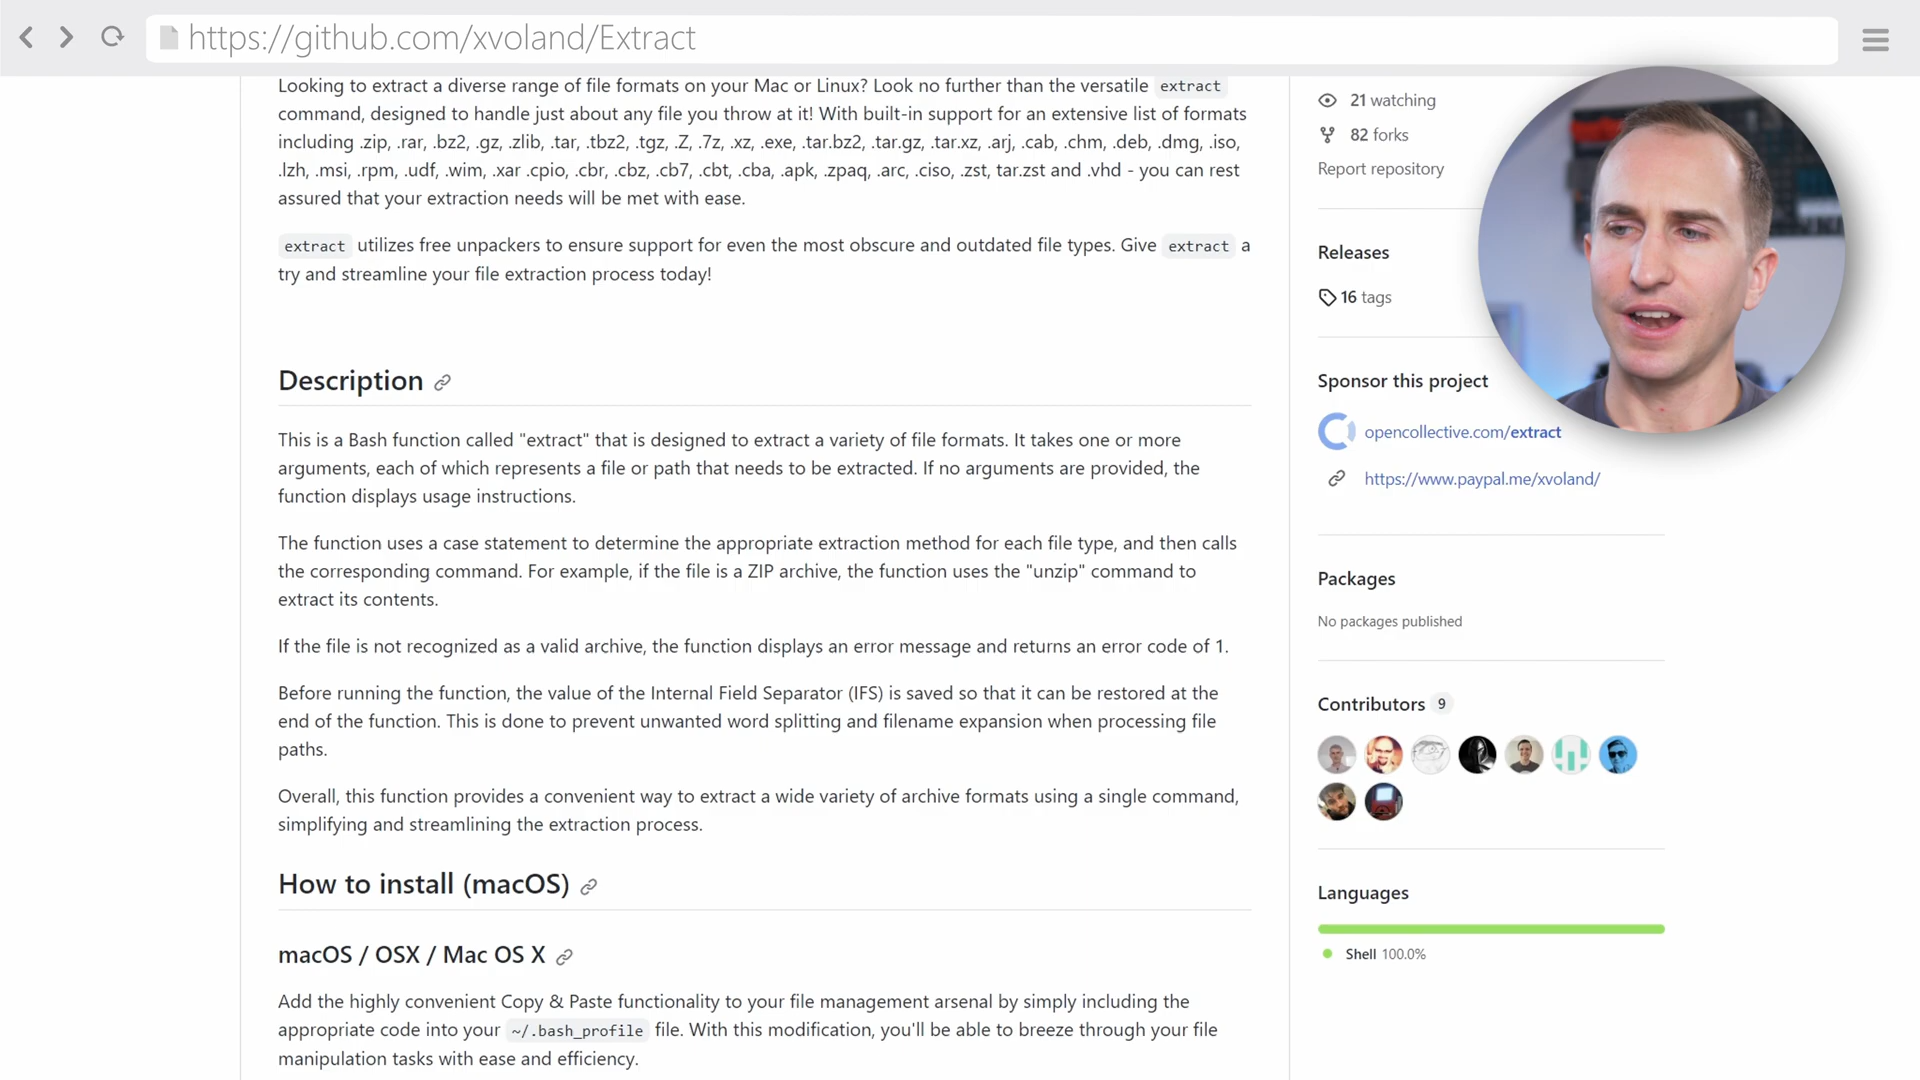 https://github.com/xvoland/Extract
Looking to extract a diverse range of file formats on your Mac or Linux? Look no further than the versatile extract
command, designed to handle just about any file you throw at it! With built-in support for an extensive list of formats
including .zip, .rar, .bz2, .gz, .zlib, .tar, .tbz2, .tgz, .Z, .7z, .xz, .exe, .tar.bz2, .tar.gz, .tar.xz, .arj, .cab, .chm, .deb, .dmg, .iso,
.lzh, .msi, .rpm, .udf, .wim, .xar .cpio, .cbr, .cbz, .cb7, .cbt, .cba, .apk, .zpaq, .arc, .ciso, .zst, tar.zst and .vhd - you can rest
assured that your extraction needs will be met with ease.
extract utilizes free unpackers to ensure support for even the most obscure and outdated file types. Give extract a
try and streamline your file extraction process today!
Description
This is a Bash function called "extract" that is designed to extract a variety of file formats. It takes one or more
arguments, each of which represents a file or path that needs to be extracted. If no arguments are provided, the
function displays usage instructions.
The function uses a case statement to determine the appropriate extraction method for each file type, and then calls
the corresponding command. For example, if the file is a ZIP archive, the function uses the "unzip" command to
extract its contents.
If the file is not recognized as a valid archive, the function displays an error message and returns an error code of 1.
Before running the function, the value of the Internal Field Separator (IFS) is saved so that it can be restored at the
end of the function. This is done to prevent unwanted word splitting and filename expansion when processing file
paths.
Overall, this function provides a convenient way to extract a wide variety of archive formats using a single command,
simplifying and streamlining the extraction process.
How to install (macOS)
macOS / OSX / Mac OS X
Add the highly convenient Copy & Paste functionality to your file management arsenal by simply including the
appropriate code into your ~/.bash_profile file. With this modification, you'll be able to breeze through your file
manipulation tasks with ease and efficiency.
21 watching
82 forks
Report repository
Releases
16 tags
Sponsor this project
opencollective.com/extract
https://www.paypal.me/xvoland/
Packages
No packages published
Contributors 9
Languages
Shell 100.0%